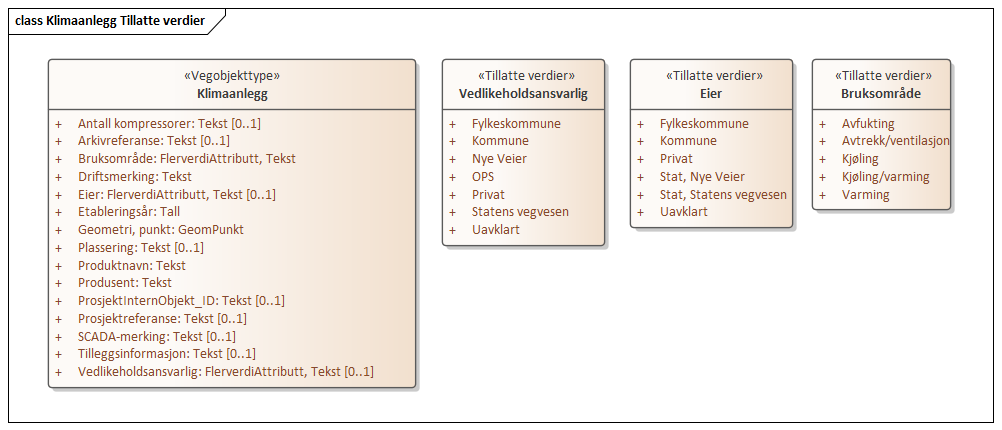 class Klimaanlegg Tillatte verdier
«Vegobjekttype»
Klimaanlegg
+ Antall kompressorer: Tekst [0..1]
+ Arkivreferanse: Tekst [0..1]
+ Bruksområde: FlerverdiAttributt, Tekst
+ Driftsmerking: Tekst
+ Eier: FlerverdiAttributt, Tekst [0..1]
+ Etableringsår: Tall
+ Geometri, punkt: GeomPunkt
+ Plassering: Tekst [0..1]
+ Produktnavn: Tekst
+ Produsent: Tekst
+ ProsjektInternObjekt_ID: Tekst [0..1]
+ Prosjektreferanse: Tekst [0..1]
+ SCADA-merking: Tekst [0..1]
+ Tilleggsinformasjon: Tekst [0..1]
+ Vedlikeholdsansvarlig: FlerverdiAttributt, Tekst [0..1]
«Tillatte verdier»
Vedlikeholdsansvarlig
+ Fylkeskommune
+ Kommune
+ Nye Veier
+ OPS
+ Privat
+ Statens vegvesen
+ Uavklart
«Tillatte verdier»
Eier
+ Fylkeskommune
+ Kommune
+ Privat
+ Stat, Nye Veier
+ Stat, Statens vegvesen
+ Uavklart
«Tillatte verdier»
Bruksområde
+ Avfukting
+ Avtrekk/ventilasjon
+ Kjøling
+ Kjøling/varming
+ Varming